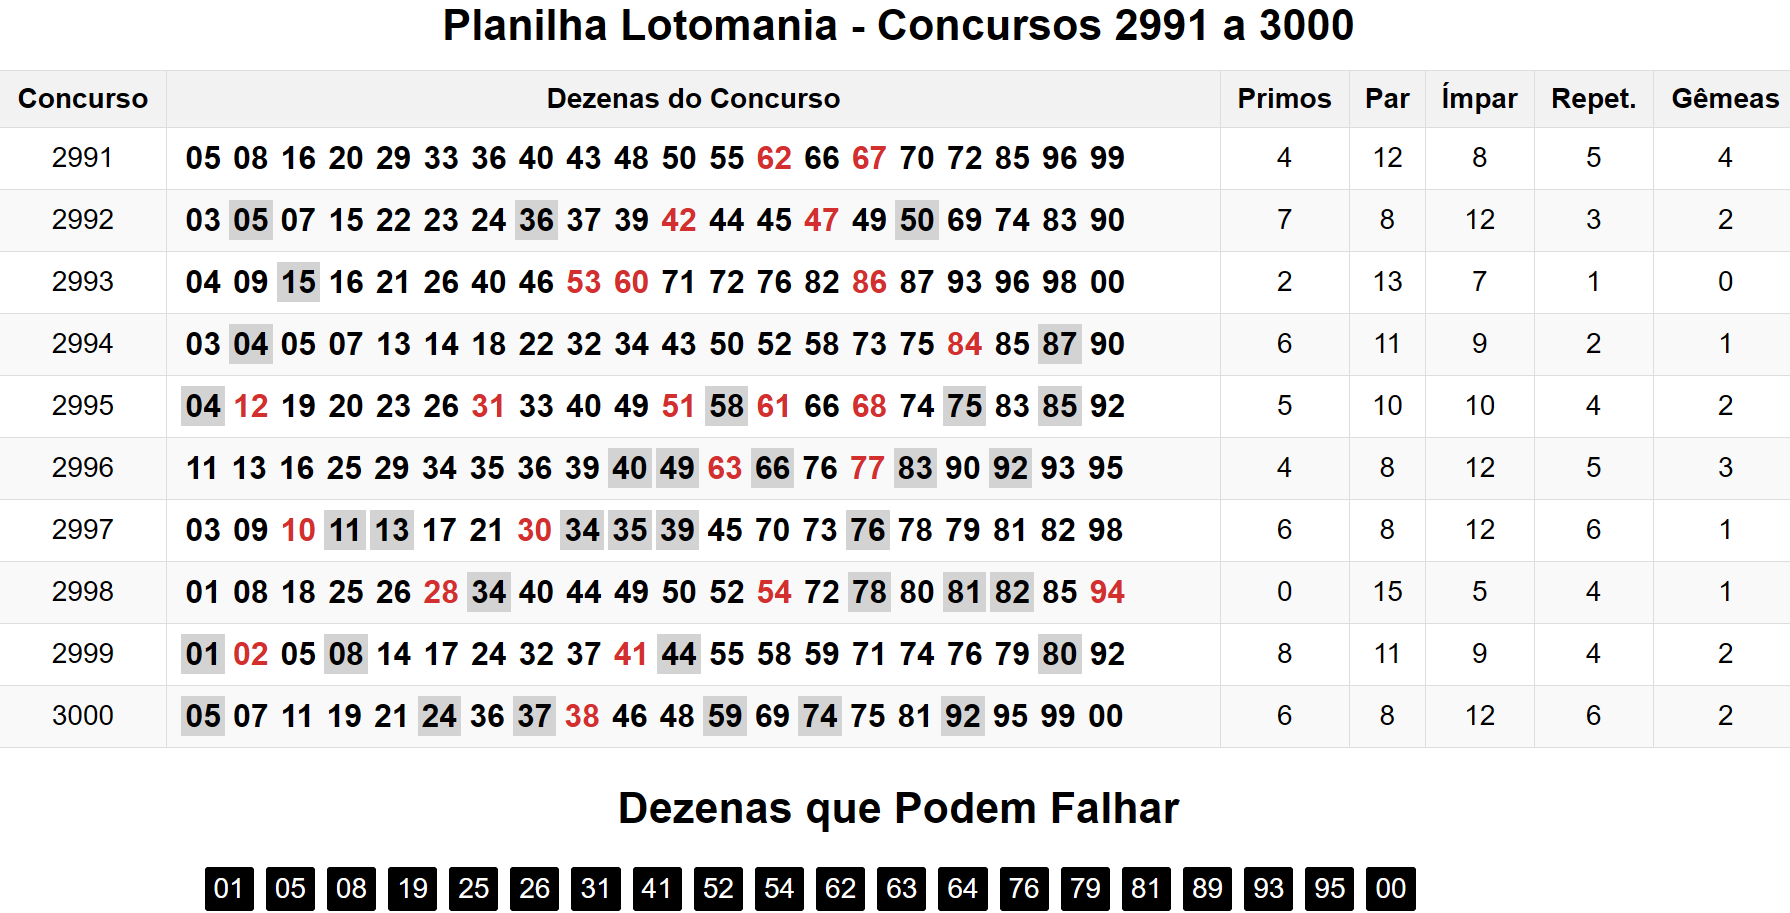 Planilha Lotomania - Concursos 2991 a 3000
Concurso Dezenas do Concurso Primos Par Ímpar Repet. Gêmeas
2991 05 08 16 20 29 33 36 40 43 48 50 55 62 66 67 70 72 85 96 99 4 12 8 5 4
2992 03 05 07 15 22 23 24 36 37 39 42 44 45 47 49 50 69 74 83 90 7 8 12 3 2
2993 04 09 15 16 21 26 40 46 53 60 71 72 76 82 86 87 93 96 98 00 2 13 7 1 0
2994 03 04 05 07 13 14 18 22 32 34 43 50 52 58 73 75 84 85 87 90 6 11 9 2 1
2995 04 12 19 20 23 26 31 33 40 49 51 58 61 66 68 74 75 83 85 92 5 10 10 4 2
2996 11 13 16 25 29 34 35 36 39 40 49 63 66 76 77 83 90 92 93 95 4 8 12 5 3
2997 03 09 10 11 13 17 21 30 34 35 39 45 70 73 76 78 79 81 82 98 6 8 12 6 1
2998 01 08 18 25 26 28 34 40 44 49 50 52 54 72 78 80 81 82 85 94 0 15 5 4 1
2999 01 02 05 08 14 17 24 32 37 41 44 55 58 59 71 74 76 79 80 92 8 11 9 4 2
3000 05 07 11 19 21 24 36 37 38 46 48 59 69 74 75 81 92 95 99 00 6 8 12 6 2
Dezenas que Podem Falhar
01 05 08 19 25 26 31 41 52 54 62 63 64 76 79 81 89 93 95 00